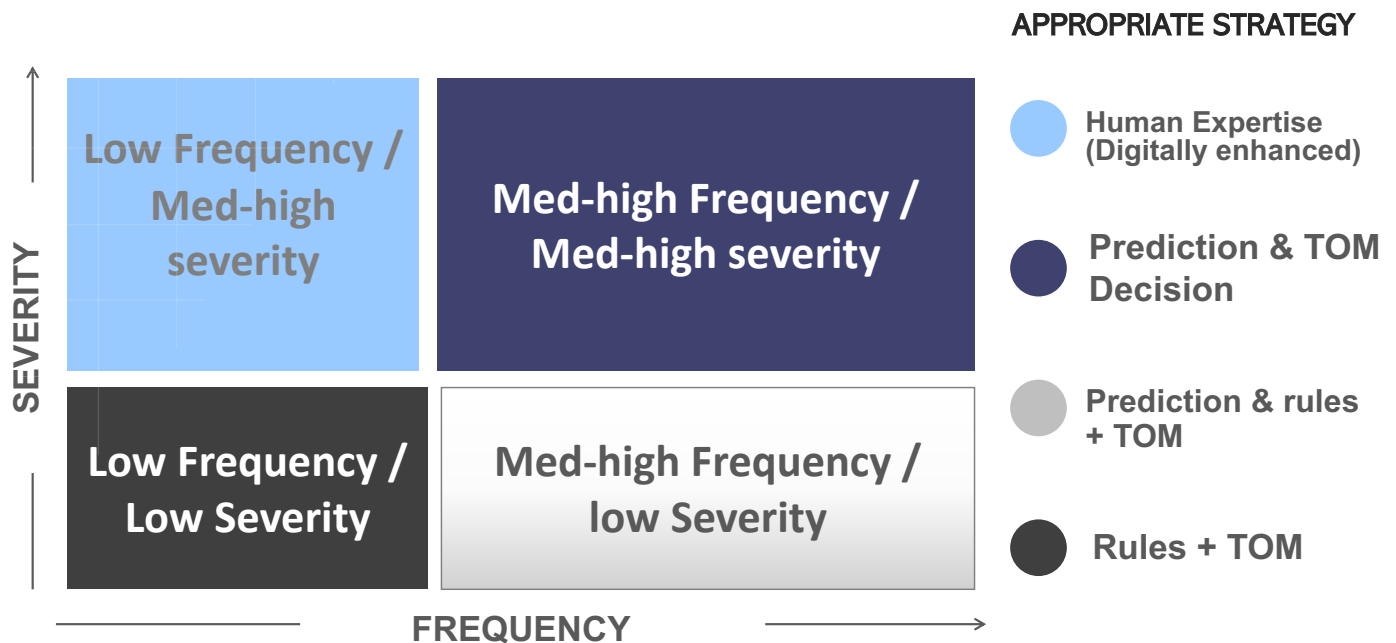 APPROPRIATE STRATEGY
SEVERITY
Low Frequency /
Med-high
severity
Med-high Frequency /
Med-high severity
Low Frequency /
Low Severity
Med-high Frequency /
low Severity
FREQUENCY
Human Expertise
(Digitally enhanced)
Prediction & TOM
Decision
Prediction & rules
+ TOM
Rules + TOM